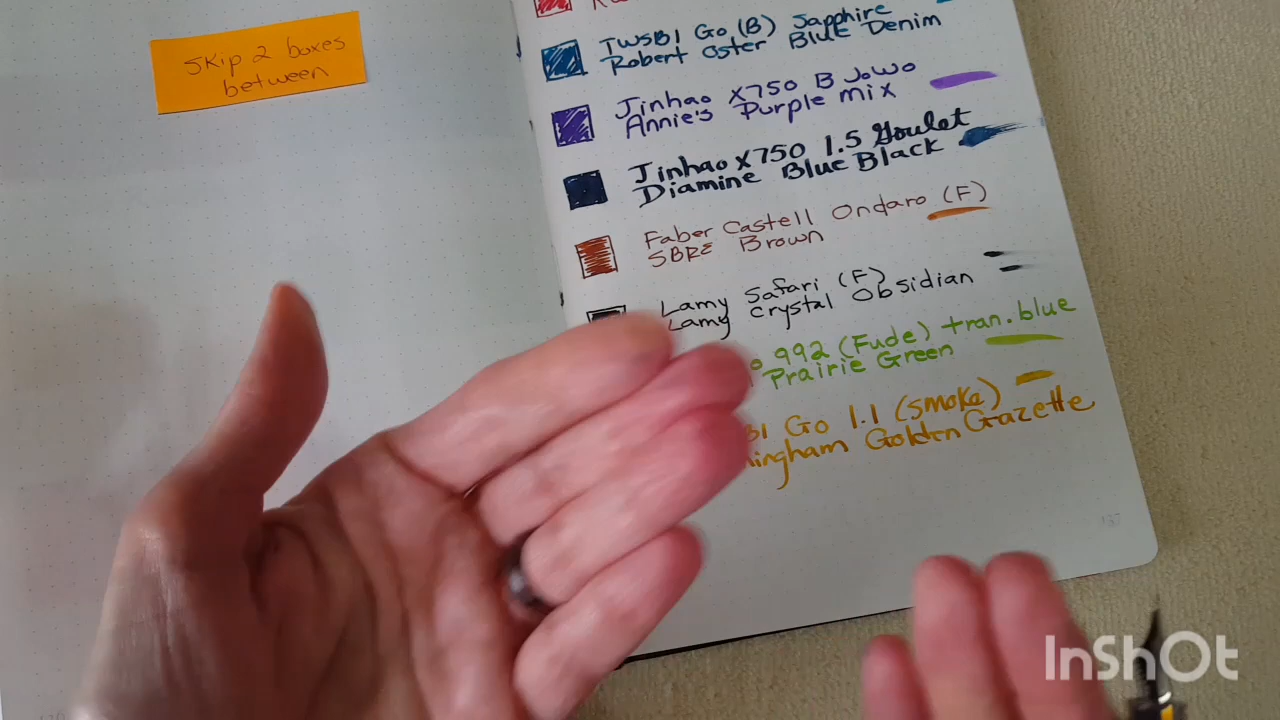 Skip 2 boxes
between
TWSBI Go (B) Sapphire
Robert Oster Blue Denim
Jinhao X750 B JoWo
Annie's Purple Mix
Jinhao X750 1.5 Goulet
Diamine Blue Black
Faber Castell Ondaro (F)
SBRE Brown
Lamy Safari (F)
Lamy Crystal Obsidian
992 (Fude) tran. blue
Prairie Green
Go 1.1 (smoke)
Golden Gazette
137
InShOt